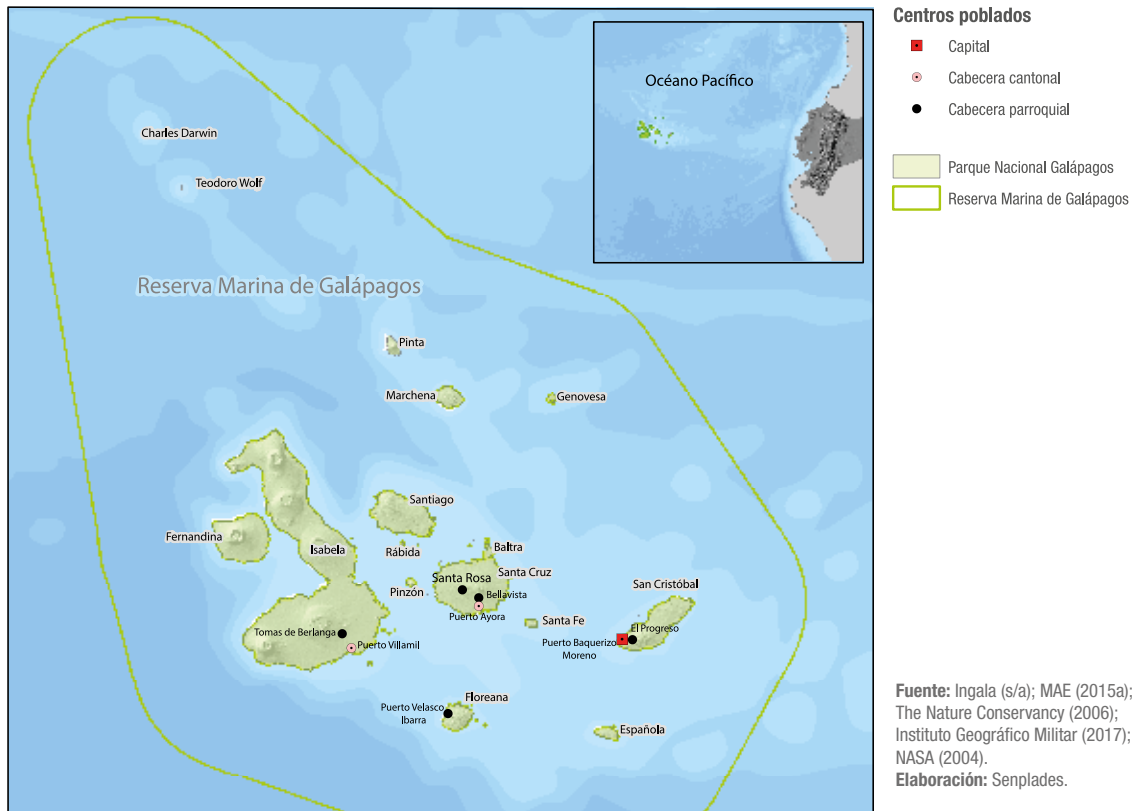 Centros poblados
Capital
Cabecera cantonal
Cabecera parroquial
Parque Nacional Galápagos
Reserva Marina de Galápagos
Océano Pacífico
Charles Darwin
Teodoro Wolf
Reserva Marina de Galápagos
Pinta
Marchena
Genovesa
Santiago
Fernandina
Isabela
Rábida
Baltra
Santa Cruz
Santa Rosa
Pinzón
Bellavista
Puerto Ayora
San Cristóbal
Santa Fe
El Progreso
Tomas de Berlanga
Puerto Villamil
Puerto Baquerizo
Moreno
Floreana
Puerto Velasco
Ibarra
Española
Fuente: Ingala (s/a); MAE (2015a);
The Nature Conservancy (2006);
Instituto Geográfico Militar (2017);
NASA (2004).
Elaboración: Senplades.